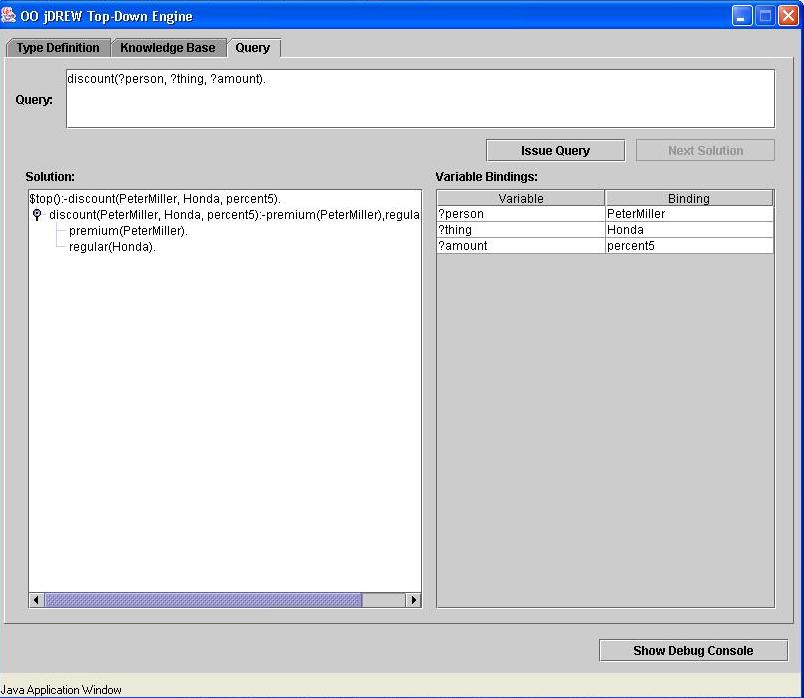 OO jDREW Top-Down Engine
Type Definition Knowledge Base Query
Query:
discount(?person, ?thing, ?amount).
Issue Query Next Solution
Solution:
$top():-discount(PeterMiller, Honda, percent5).
discount(PeterMiller, Honda, percent5):-premium(PeterMiller),regula
premium(PeterMiller).
regular(Honda).
Variable Bindings:
Variable Binding
?person PeterMiller
?thing Honda
?amount percent5
Show Debug Console
Java Application Window